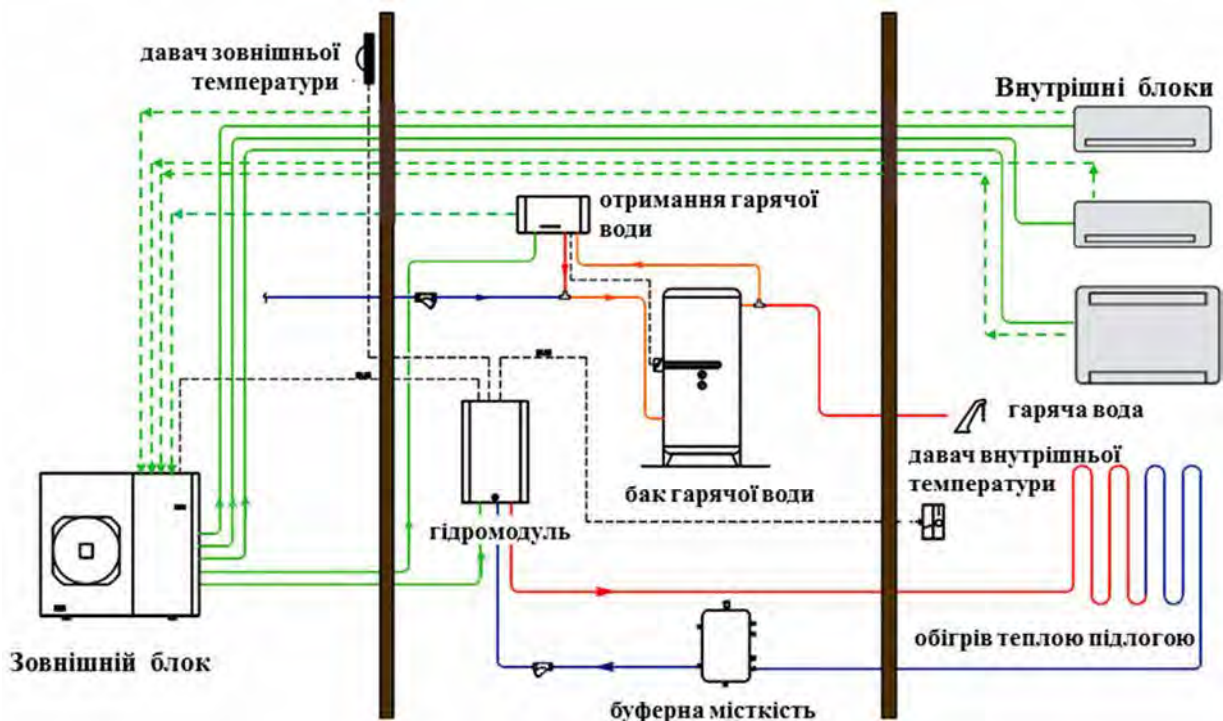 давач зовнішньої
температури
Внутрішні блоки
отримання гарячої
води
гаряча вода
давач внутрішньої
температури
бак гарячої води
гідромодуль
обігрів теплою підлогою
Зовнішній блок
буферна місткість